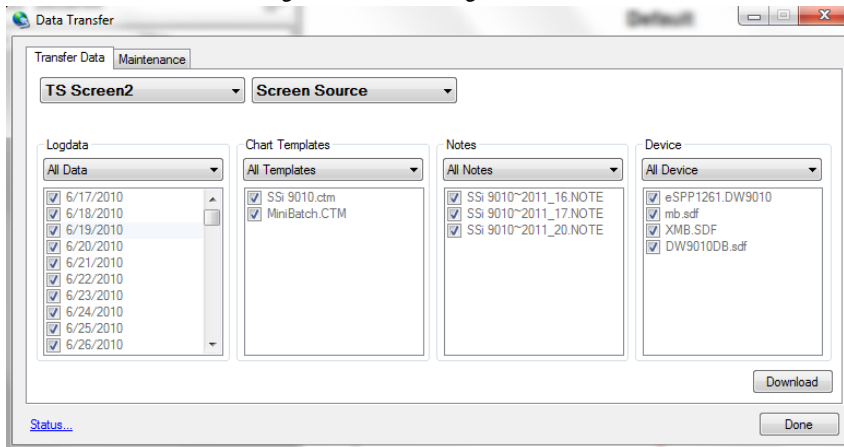 Data Transfer
Default
Transfer Data Maintenance
TS Screen2 Screen Source
Logdata Chart Templates Notes Device
All Data All Templates All Notes All Device
6/17/2010 SSi 9010.ctm SSi 9010~2011_16.NOTE eSPP1261.DW9010
6/18/2010 MiniBatch.CTM SSi 9010~2011_17.NOTE mb.sdf
6/19/2010 SSi 9010~2011_20.NOTE XMB.SDF
6/20/2010 DW9010DB.sdf
6/21/2010
6/22/2010
6/23/2010
6/24/2010
6/25/2010
6/26/2010
Download
Status... Done